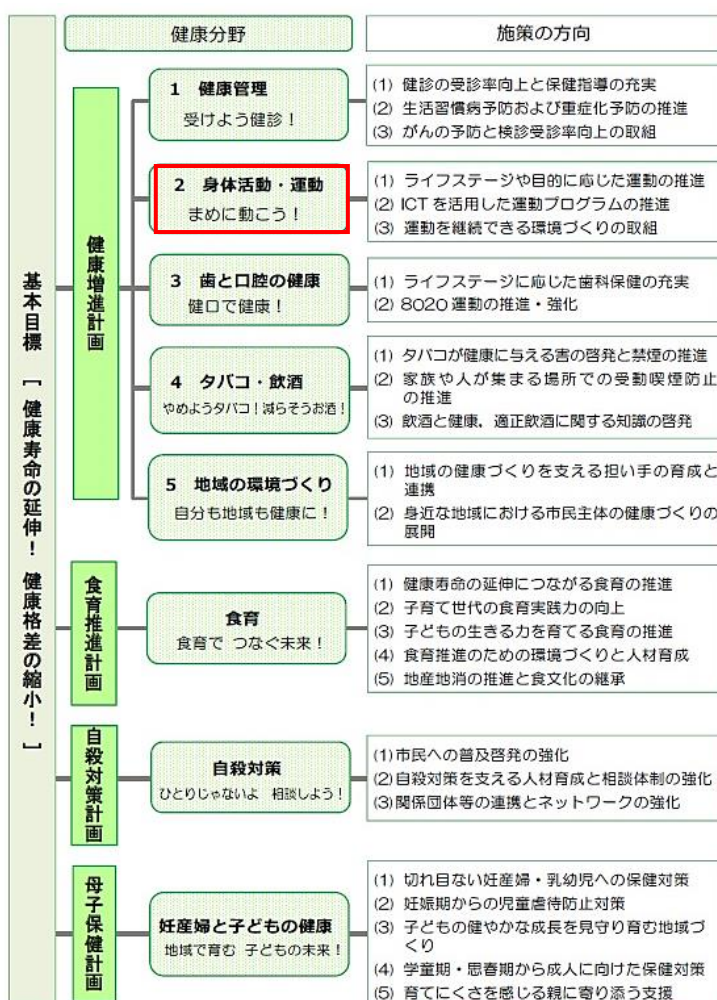 健康分野
施策の方向
基本目標 [ 健康寿命の延伸! 健康格差の縮小! ]
健康増進計画
1 健康管理
受けよう健診!
(1) 健診の受診率向上と保健指導の充実
(2) 生活習慣病予防および重症化予防の推進
(3) がんの予防と検診受診率向上の取組
2 身体活動・運動
まめに動こう!
(1) ライフステージや目的に応じた運動の推進
(2) ICTを活用した運動プログラムの推進
(3) 運動を継続できる環境づくりの取組
3 歯と口腔の健康
健口で健康!
(1) ライフステージに応じた歯科保健の充実
(2) 8020運動の推進・強化
4 タバコ・飲酒
やめようタバコ!減らそうお酒!
(1) タバコが健康に与える害の啓発と禁煙の推進
(2) 家族や人が集まる場所での受動喫煙防止
の推進
(3) 飲酒と健康、適正飲酒に関する知識の啓発
5 地域の環境づくり
自分も地域も健康に!
(1) 地域の健康づくりを支える担い手の育成と
連携
(2) 身近な地域における市民主体の健康づくりの
展開
食育推進計画
食育
食育で つなぐ未来!
(1) 健康寿命の延伸につながる食育の推進
(2) 子育て世代の食育実践力の向上
(3) 子どもの生きる力を育てる食育の推進
(4) 食育推進のための環境づくりと人材育成
(5) 地産地消の推進と食文化の継承
自殺対策計画
自殺対策
ひとりじゃないよ 相談しよう!
(1)市民への普及啓発の強化
(2)自殺対策を支える人材育成と相談体制の強化
(3)関係団体等の連携とネットワークの強化
母子保健計画
妊産婦と子どもの健康
地域で育む 子どもの未来!
(1) 切れ目ない妊産婦・乳幼児への保健対策
(2) 妊娠期からの児童虐待防止対策
(3) 子どもの健やかな成長を見守り育む地域づ
くり
(4) 学童期・思春期から成人に向けた保健対策
(5) 育てにくさを感じる親に寄り添う支援